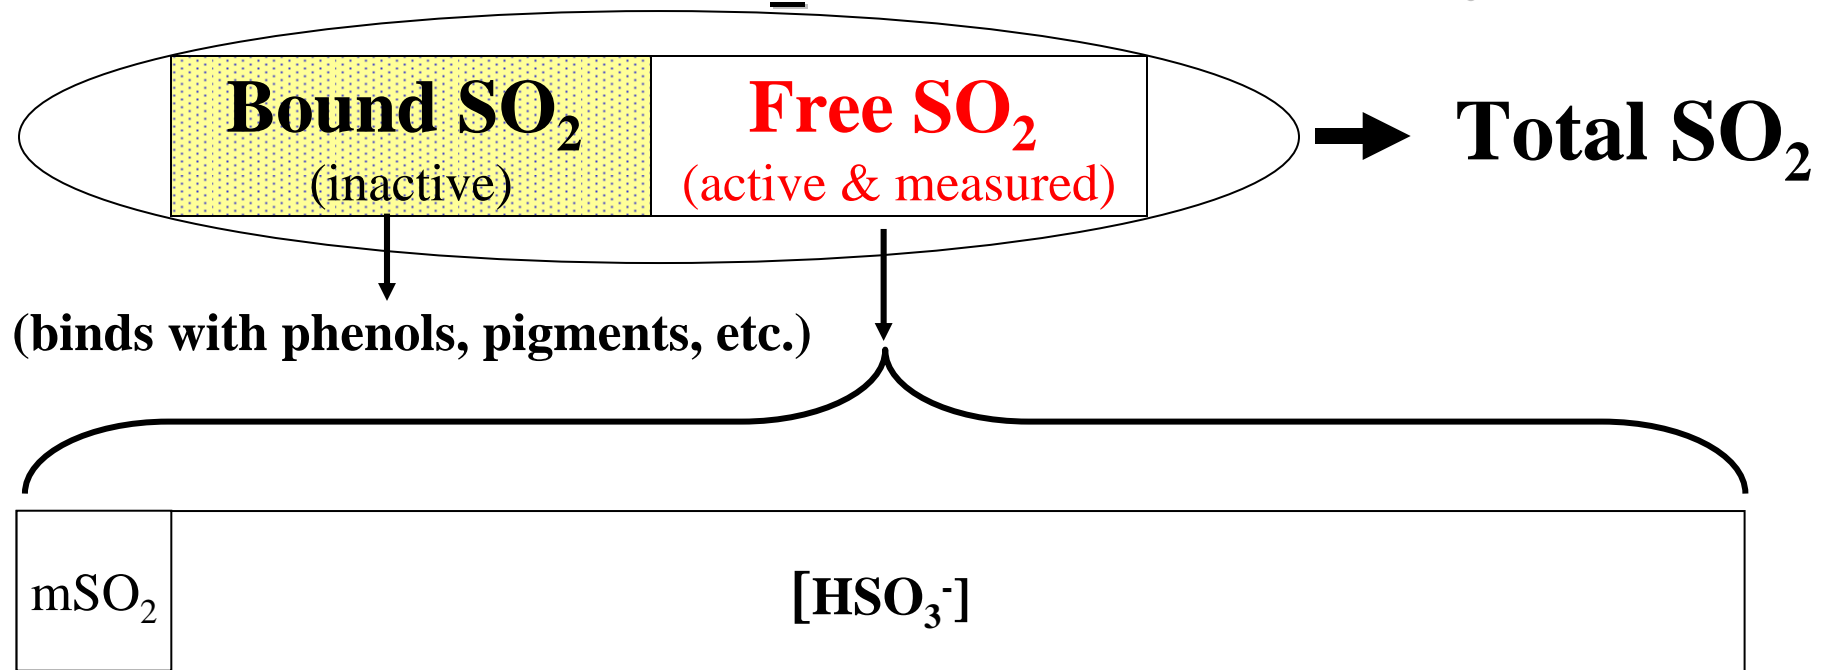 Bound SO₂ Free SO₂
(inactive) (active & measured)
Total SO₂
(binds with phenols, pigments, etc.)
mSO₂ [HSO₃⁻]